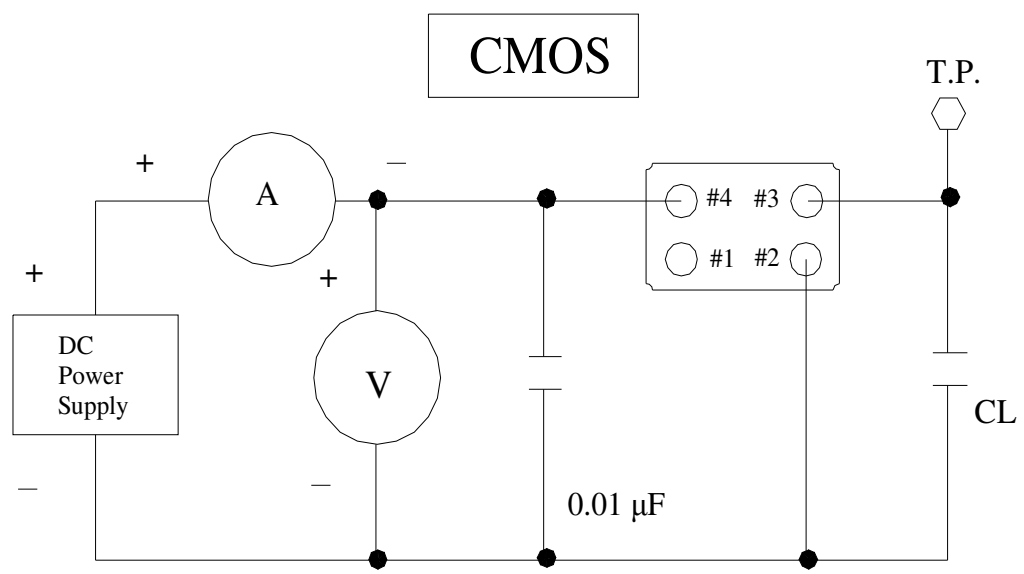 CMOS
T.P.
+
–
A
#4 #3
+
+
#1 #2
DC
Power
Supply
V
CL
–
–
0.01 µF